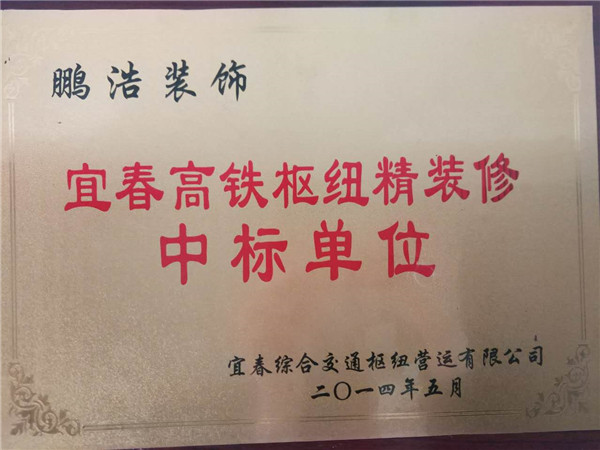 鹏浩装饰
宜春高铁枢纽精装修
中标单位
宜春综合交通枢纽营运有限公司
二〇一四年五月